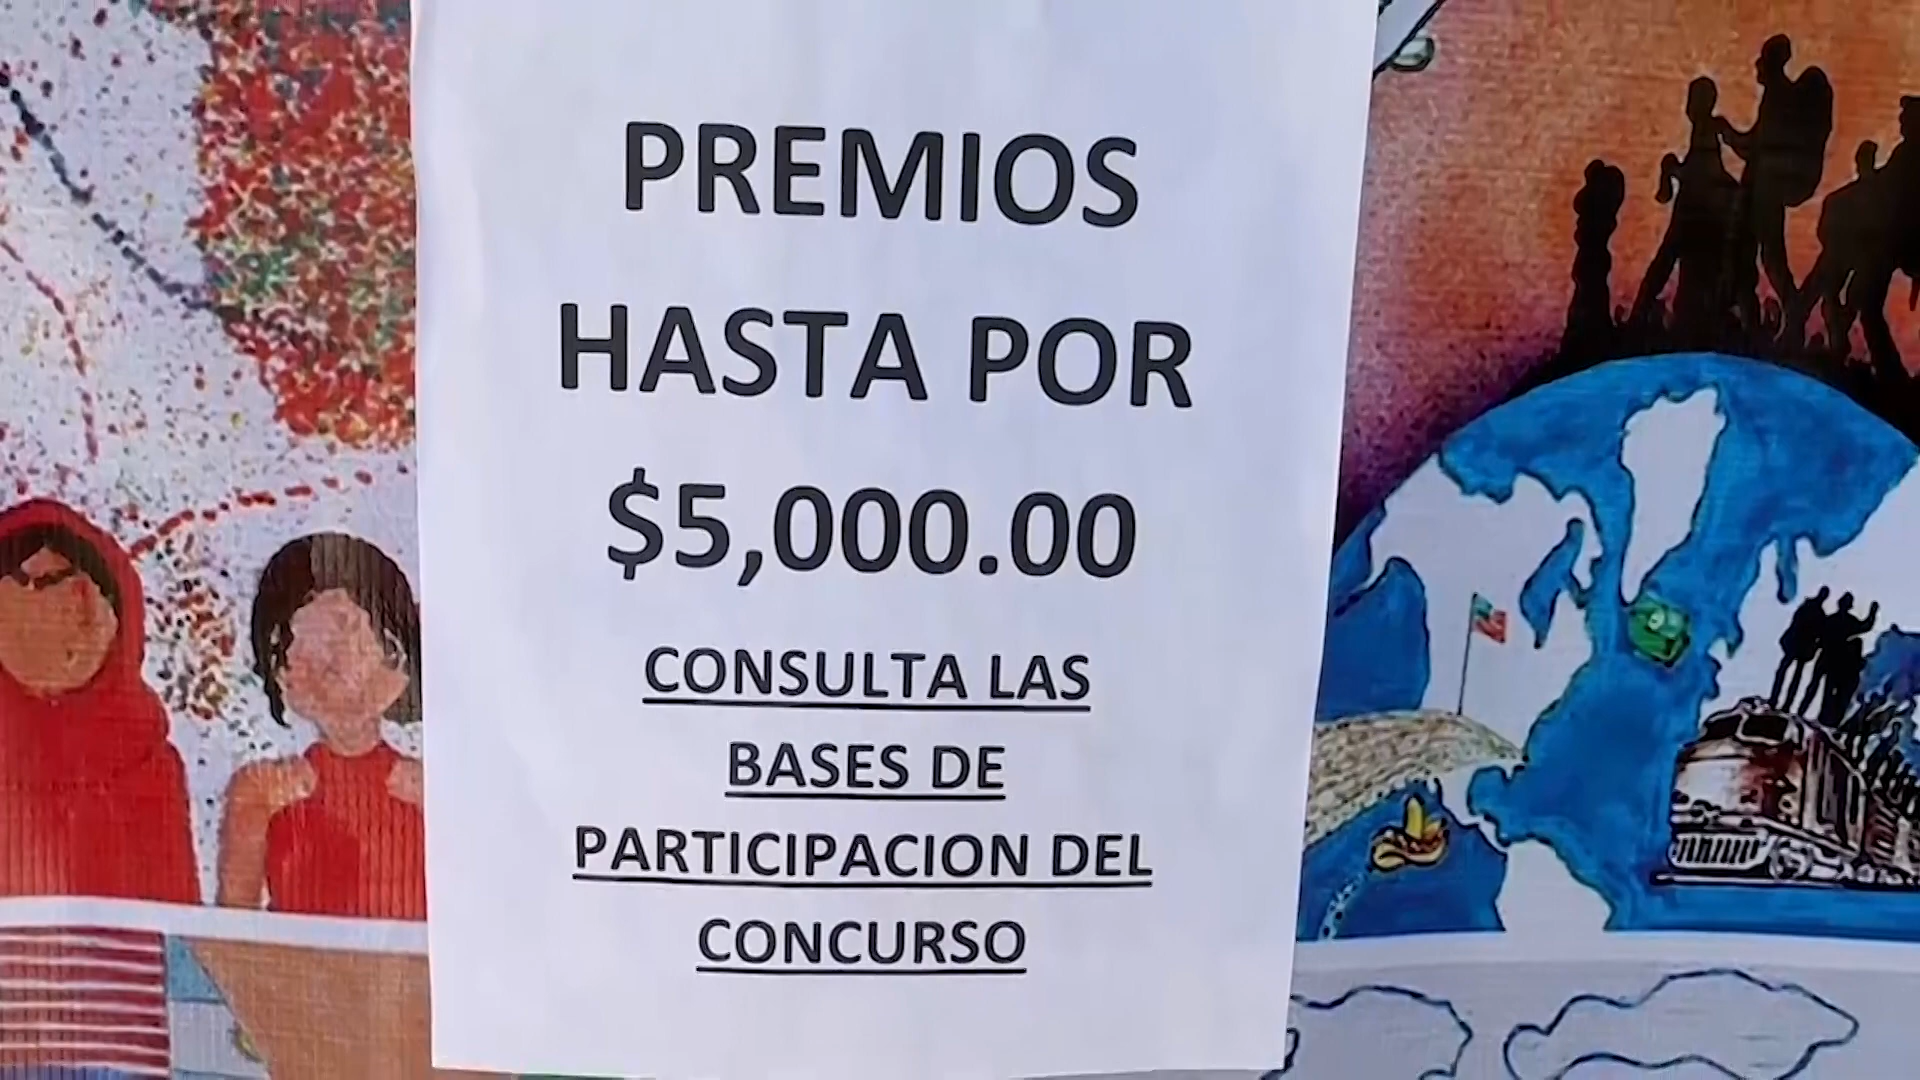 PREMIOS
HASTA POR
$5,000.00
CONSULTA LAS
BASES DE
PARTICIPACION DEL
CONCURSO